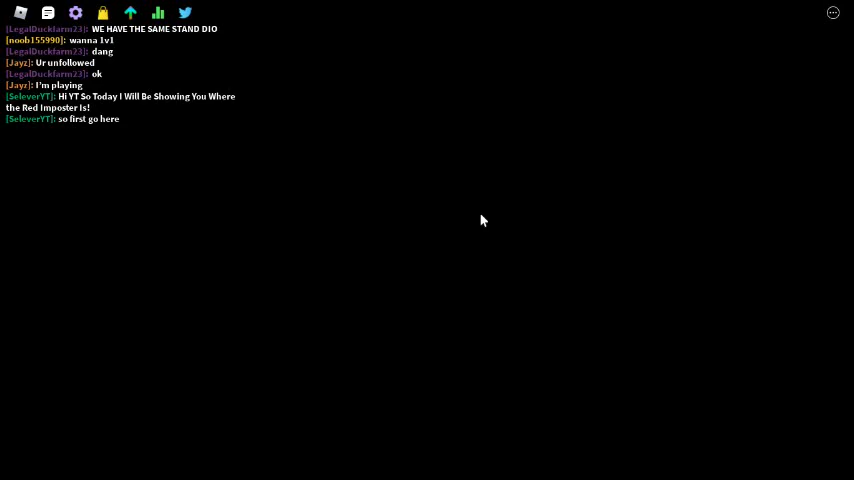 [LegalDuckfarm23]: WE HAVE THE SAME STAND DIO
[noob155990]: wanna 1v1
[LegalDuckfarm23]: dang
[Jayz]: Ur unfollowed
[LegalDuckfarm23]: ok
[Jayz]: I'm playing
[SeleverYT]: Hi YT So Today I Will Be Showing You Where
the Red Imposter Is!
[SeleverYT]: so first go here